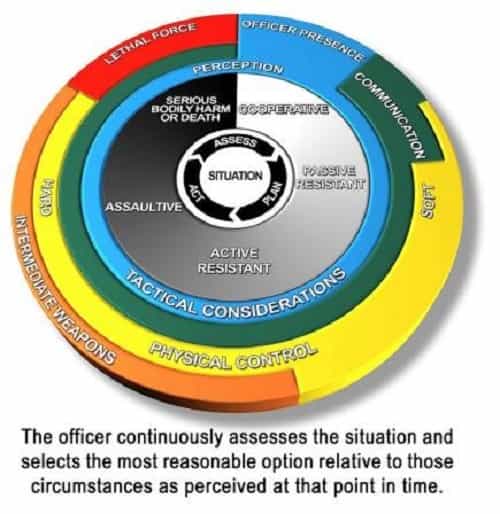 LETHAL FORCE
OFFICER PRESENCE
PERCEPTION
COMMUNICATION
SERIOUS
BODILY HARM
OR DEATH
COOPERATIVE
ASSESS
SITUATION
PLAN
ACT
PASSIVE
RESISTANT
ASSAULTIVE
ACTIVE
RESISTANT
HARD
SOFT
INTERMEDIATE WEAPONS
TACTICAL CONSIDERATIONS
PHYSICAL CONTROL
The officer continuously assesses the situation and
selects the most reasonable option relative to those
circumstances as perceived at that point in time.